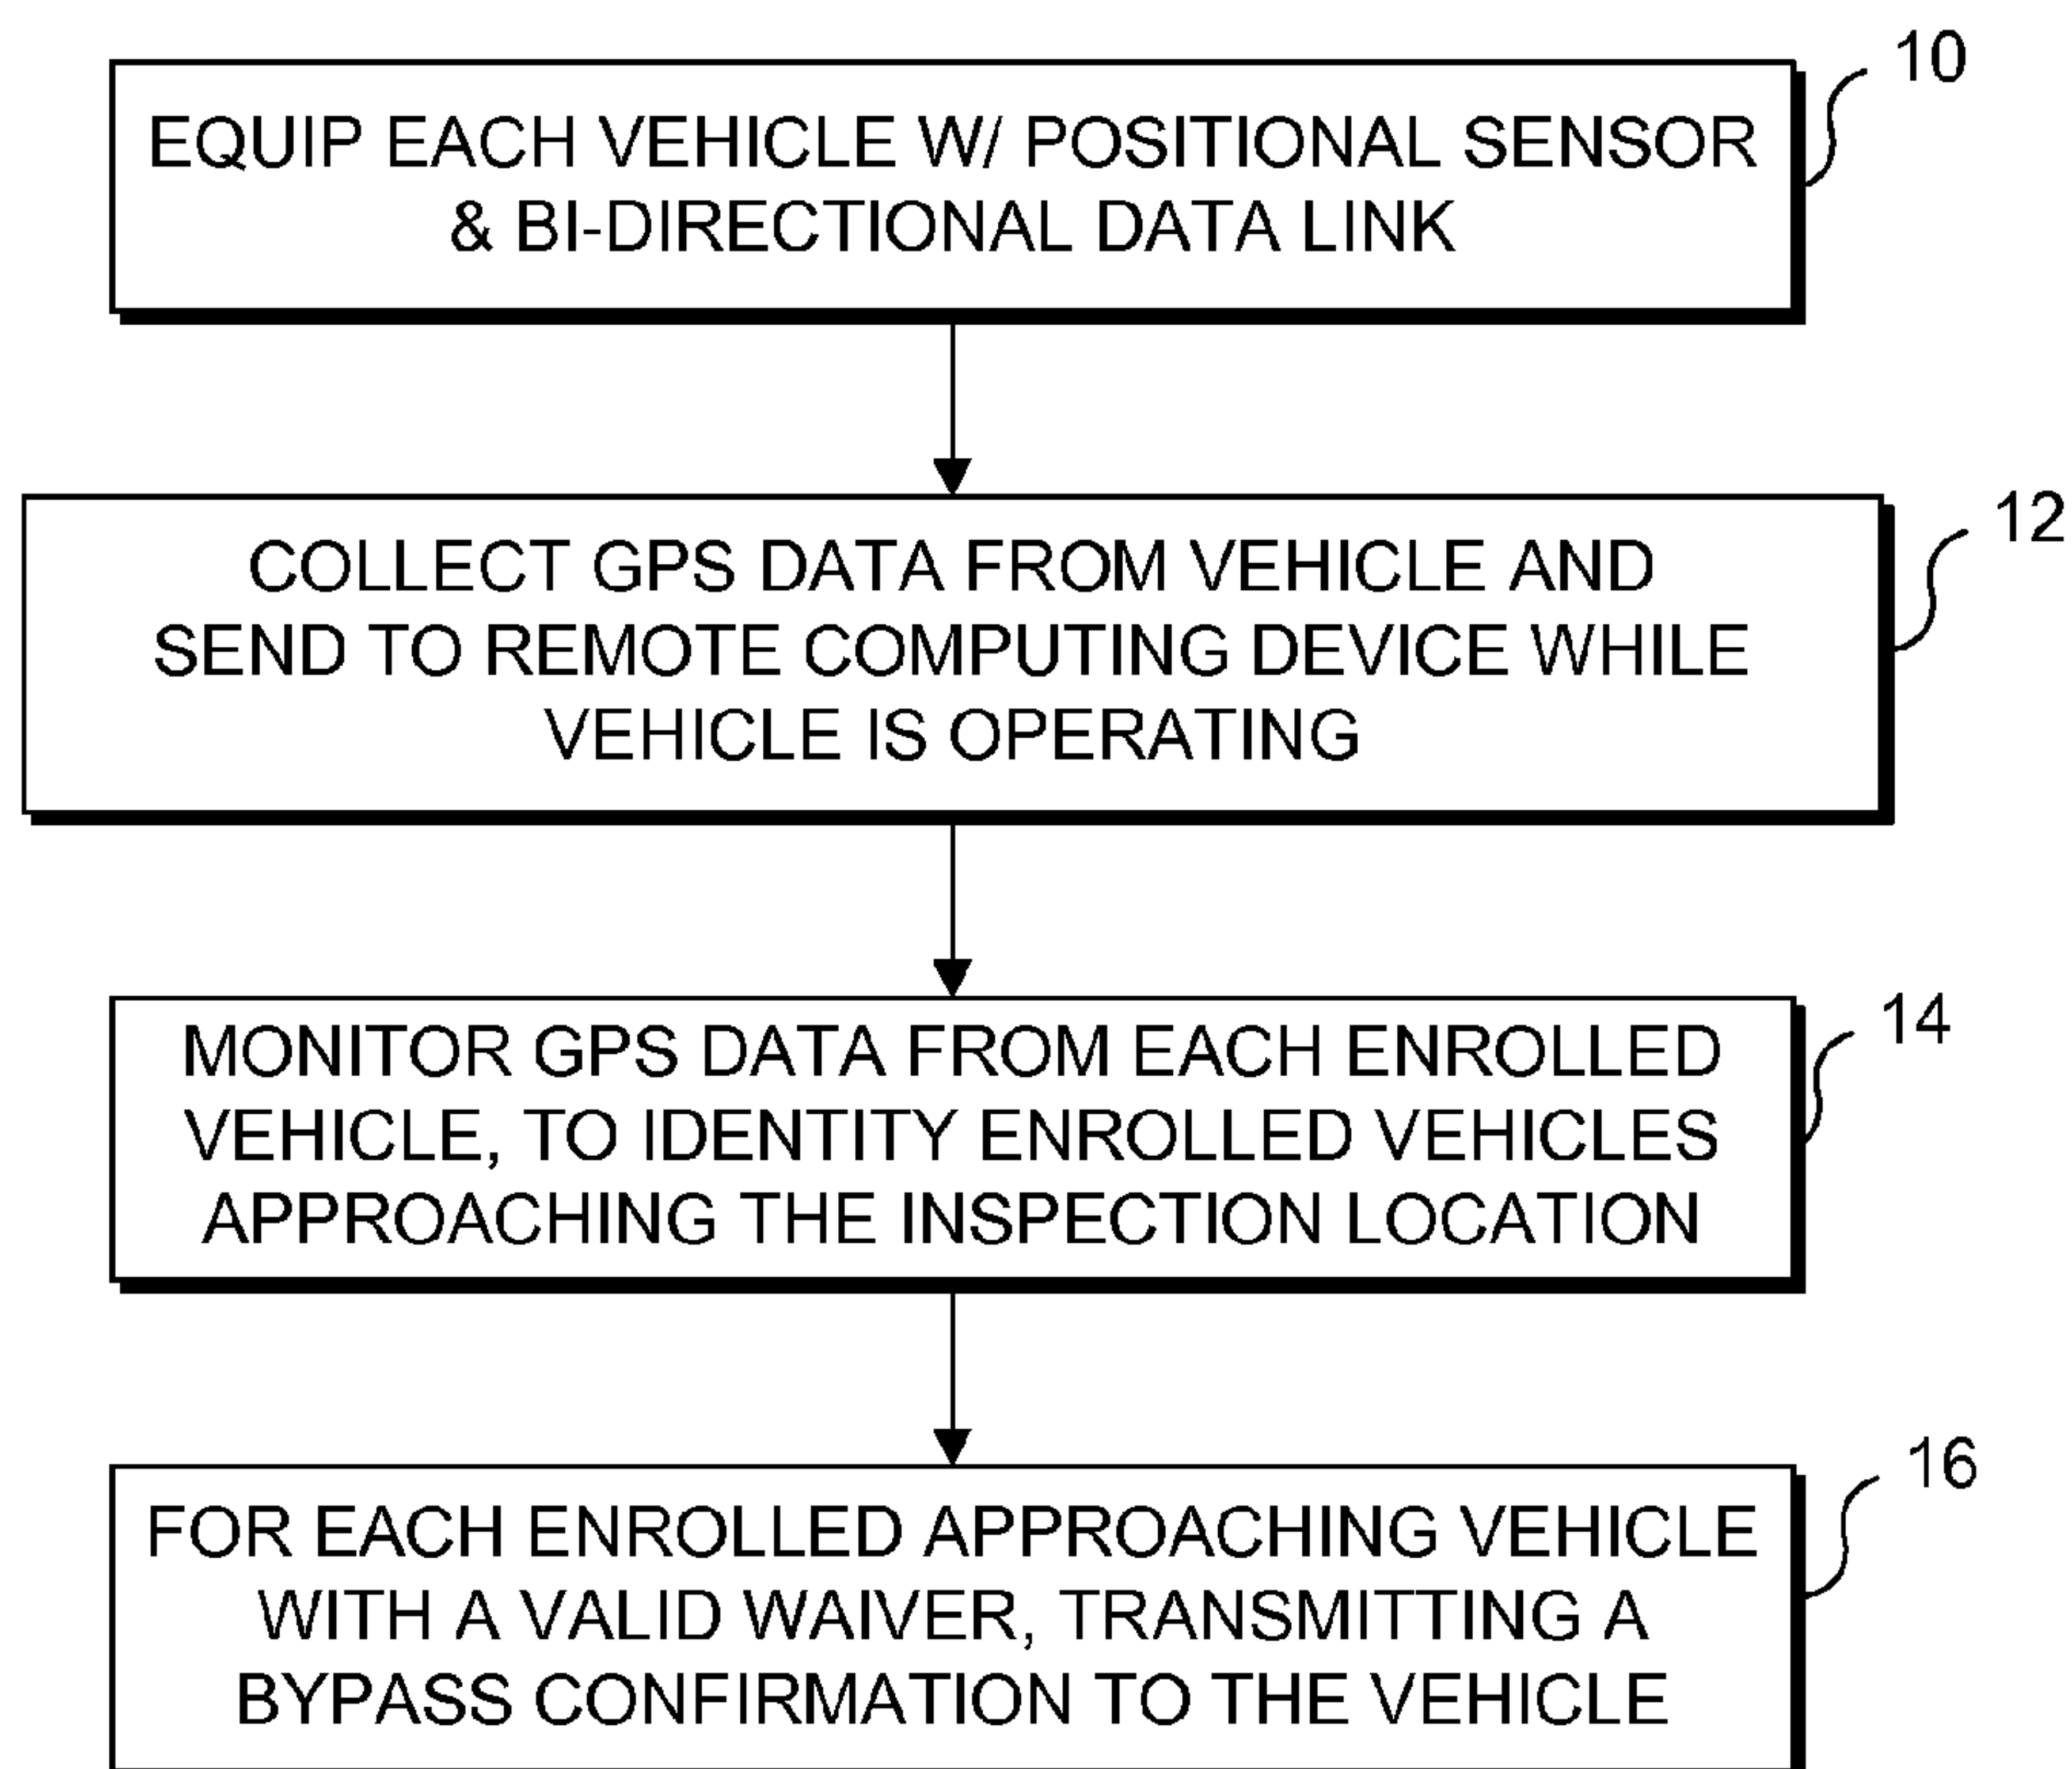 10
EQUIP EACH VEHICLE W/ POSITIONAL SENSOR
& BI-DIRECTIONAL DATA LINK
12
COLLECT GPS DATA FROM VEHICLE AND
SEND TO REMOTE COMPUTING DEVICE WHILE
VEHICLE IS OPERATING
14
MONITOR GPS DATA FROM EACH ENROLLED
VEHICLE, TO IDENTITY ENROLLED VEHICLES
APPROACHING THE INSPECTION LOCATION
16
FOR EACH ENROLLED APPROACHING VEHICLE
WITH A VALID WAIVER, TRANSMITTING A
BYPASS CONFIRMATION TO THE VEHICLE